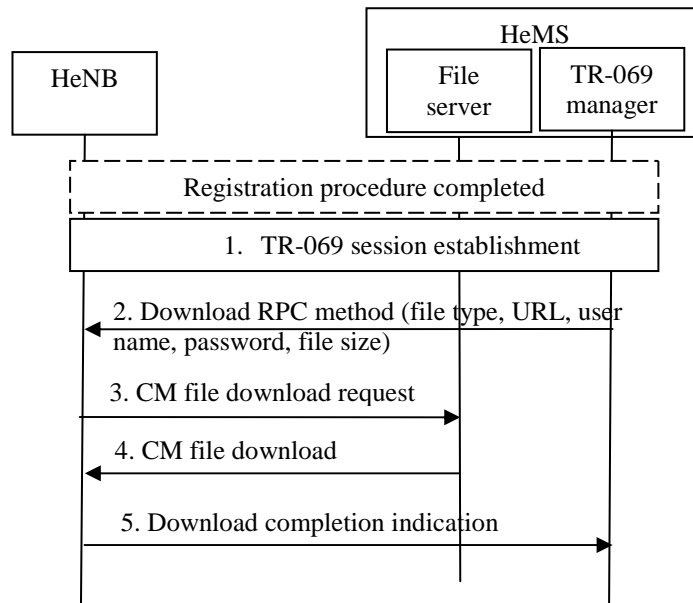 HeMS
HeNB
File
server
TR-069
manager
Registration procedure completed
1. TR-069 session establishment
2. Download RPC method (file type, URL, user
name, password, file size)
3. CM file download request
4. CM file download
5. Download completion indication